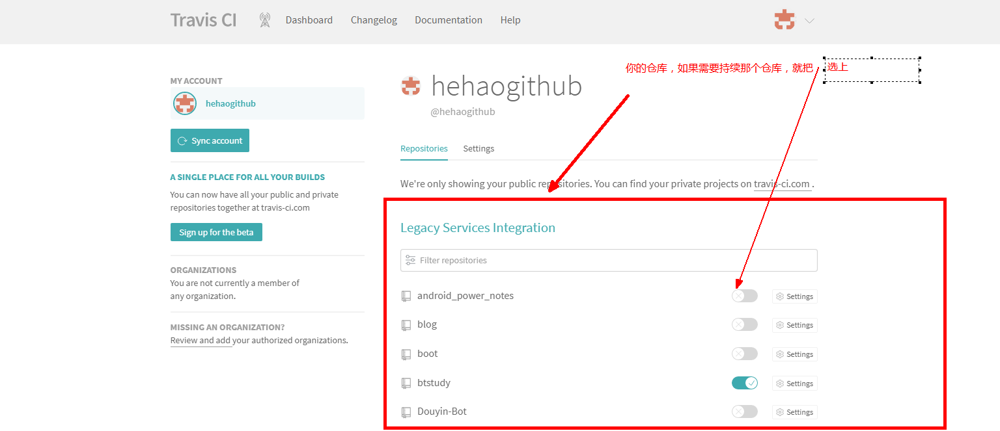 Travis CI
Dashboard
Changelog
Documentation
Help
你的仓库，如果需要持续那个仓库，就把
选上
MY ACCOUNT
hehaogithub
Sync account
A SINGLE PLACE FOR ALL YOUR BUILDS
You can now have all your public and private
repositories together at travis-ci.com
Sign up for the beta
ORGANIZATIONS
You are not currently a member of
any organization.
MISSING AN ORGANIZATION?
Review and add your authorized organizations.
hehaogithub
@hehaogithub
Repositories
Settings
We're only showing your public repositories. You can find your private projects on travis-ci.com .
Legacy Services Integration
Filter repositories
android_power_notes
Settings
blog
Settings
boot
Settings
btstudy
Settings
Douyin-Bot
Settings